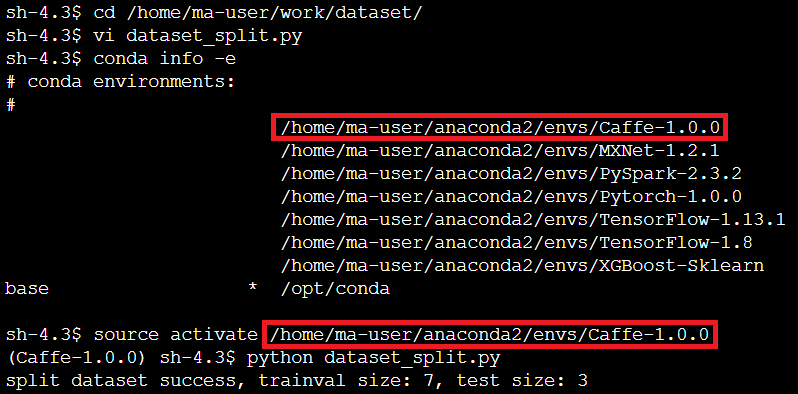 sh-4.3$ cd /home/ma-user/work/dataset/
sh-4.3$ vi dataset_split.py
sh-4.3$ conda info -e
# conda environments:
#
/home/ma-user/anaconda2/envs/Caffe-1.0.0
/home/ma-user/anaconda2/envs/MXNet-1.2.1
/home/ma-user/anaconda2/envs/PySpark-2.3.2
/home/ma-user/anaconda2/envs/Pytorch-1.0.0
/home/ma-user/anaconda2/envs/TensorFlow-1.13.1
/home/ma-user/anaconda2/envs/TensorFlow-1.8
/home/ma-user/anaconda2/envs/XGBoost-Sklearn
base * /opt/conda
sh-4.3$ source activate /home/ma-user/anaconda2/envs/Caffe-1.0.0
(Caffe-1.0.0) sh-4.3$ python dataset_split.py
split dataset success, trainval size: 7, test size: 3